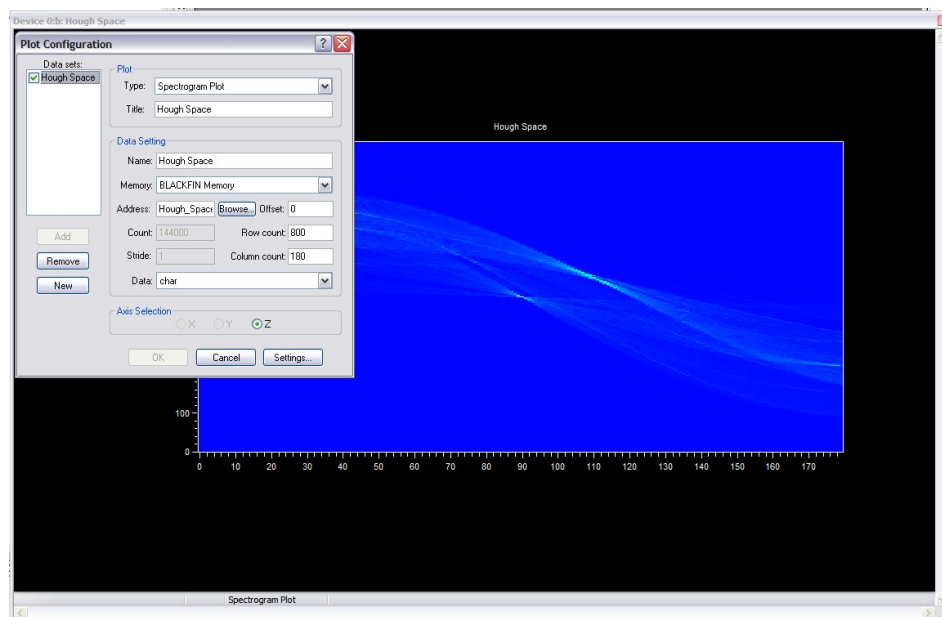 Device 0:b: Hough Space
Plot Configuration
Data sets:
Hough Space
Add
Remove
New
Plot
Type: Spectrogram Plot
Title: Hough Space
Data Setting
Name: Hough Space
Memory: BLACKFIN Memory
Address: Hough_Space Browse... Offset: 0
Count: 144000 Row count: 800
Stride: 1 Column count: 180
Data: char
Axis Selection
X Y Z
OK Cancel Settings...
Hough Space
100
0
0 10 20 30 40 50 60 70 80 90 100 110 120 130 140 150 160 170
Spectrogram Plot